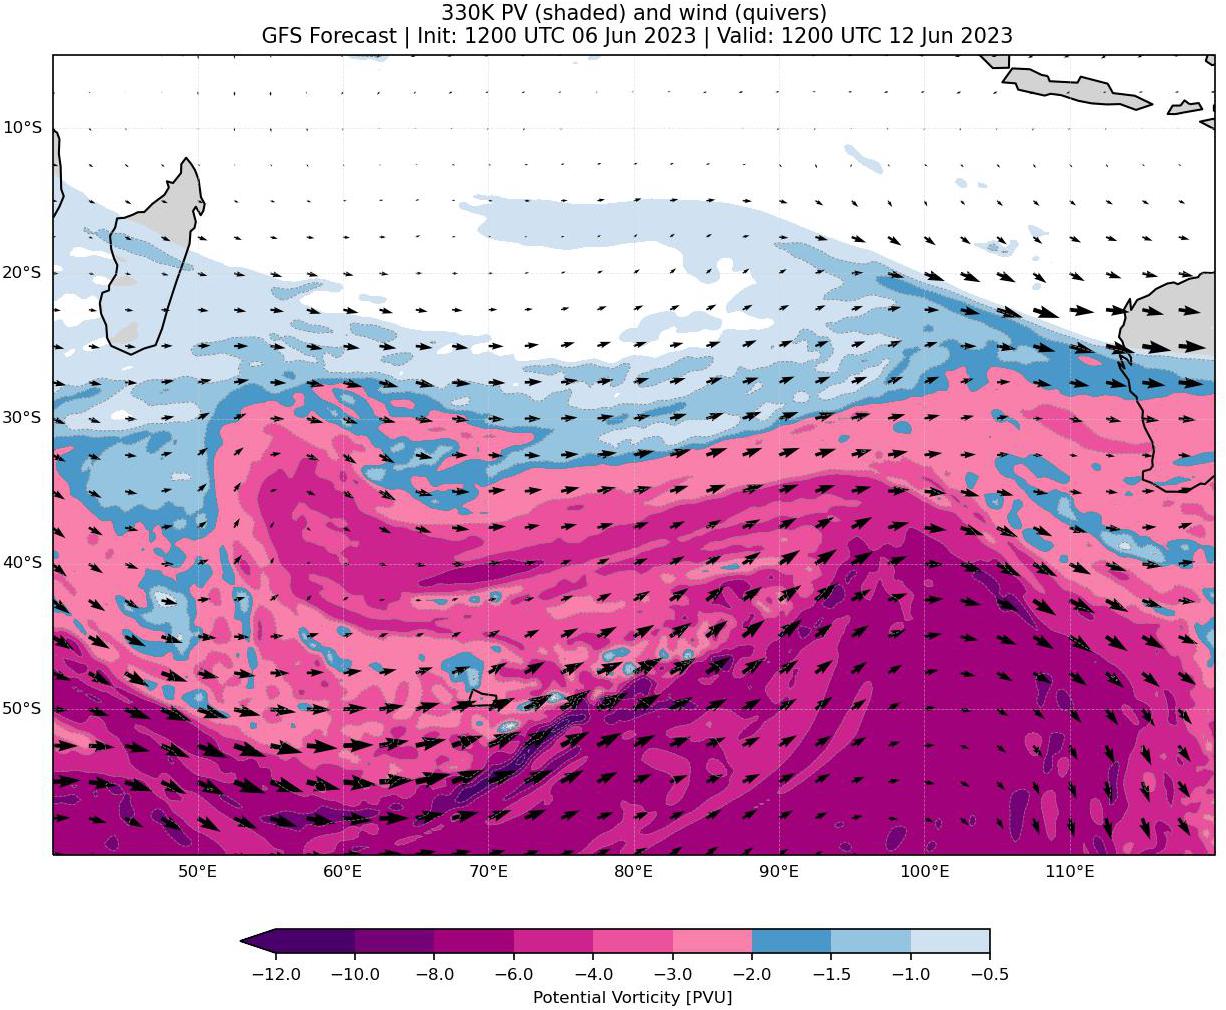 330K PV (shaded) and wind (quivers)
GFS Forecast | Init: 1200 UTC 06 Jun 2023 | Valid: 1200 UTC 12 Jun 2023
10°S
20°S
30°S
40°S
50°S
50°E 60°E 70°E 80°E 90°E 100°E 110°E
−12.0 −10.0 −8.0 −6.0 −4.0 −3.0 −2.0 −1.5 −1.0 −0.5
Potential Vorticity [PVU]